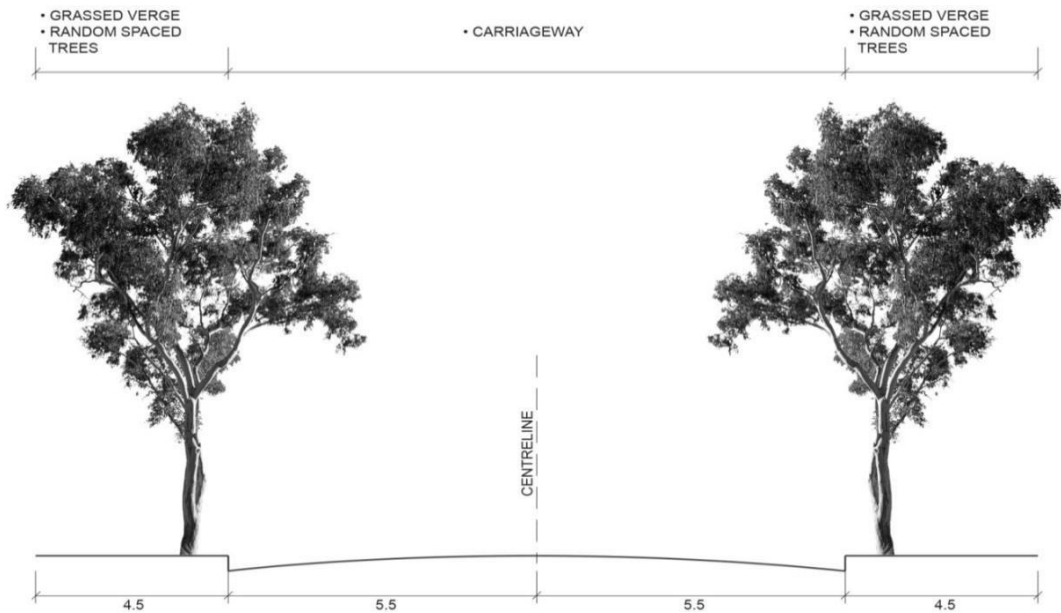 • GRASSED VERGE
• RANDOM SPACED
TREES
• CARRIAGEWAY
• GRASSED VERGE
• RANDOM SPACED
TREES
CENTRELINE
4.5
5.5
5.5
4.5